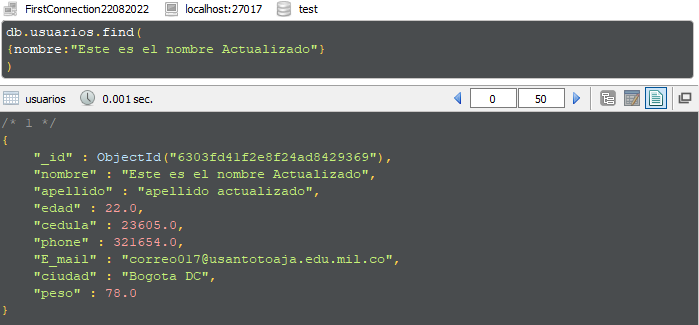 FirstConnection22082022 localhost:27017 test
db.usuarios.find(
{nombre:"Este es el nombre Actualizado"}
)
usuarios 0.001 sec. 0 50
/* 1 */
{
"_id" : ObjectId("6303fd41f2e8f24ad8429369"),
"nombre" : "Este es el nombre Actualizado",
"apellido" : "apellido actualizado",
"edad" : 22.0,
"cedula" : 23605.0,
"phone" : 321654.0,
"E_mail" : "correo017@usantotoaja.edu.mil.co",
"ciudad" : "Bogota DC",
"peso" : 78.0
}